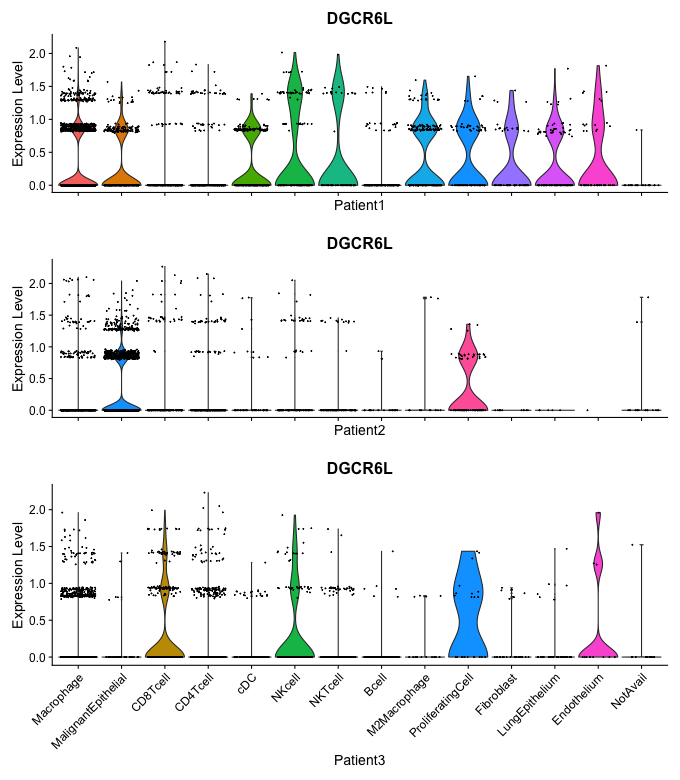 DGCR6L
Expression Level
2.0
1.5
1.0
0.5
0.0
Patient1
DGCR6L
Expression Level
2.0
1.5
1.0
0.5
0.0
Patient2
DGCR6L
Expression Level
2.0
1.5
1.0
0.5
0.0
Macrophage
MalignantEpithelial
CD8Tcell
CD4Tcell
cDC
NKcell
NKTcell
Bcell
M2Macrophage
ProliferatingCell
Fibroblast
LungEpithelium
Endothelium
NotAvail
Patient3